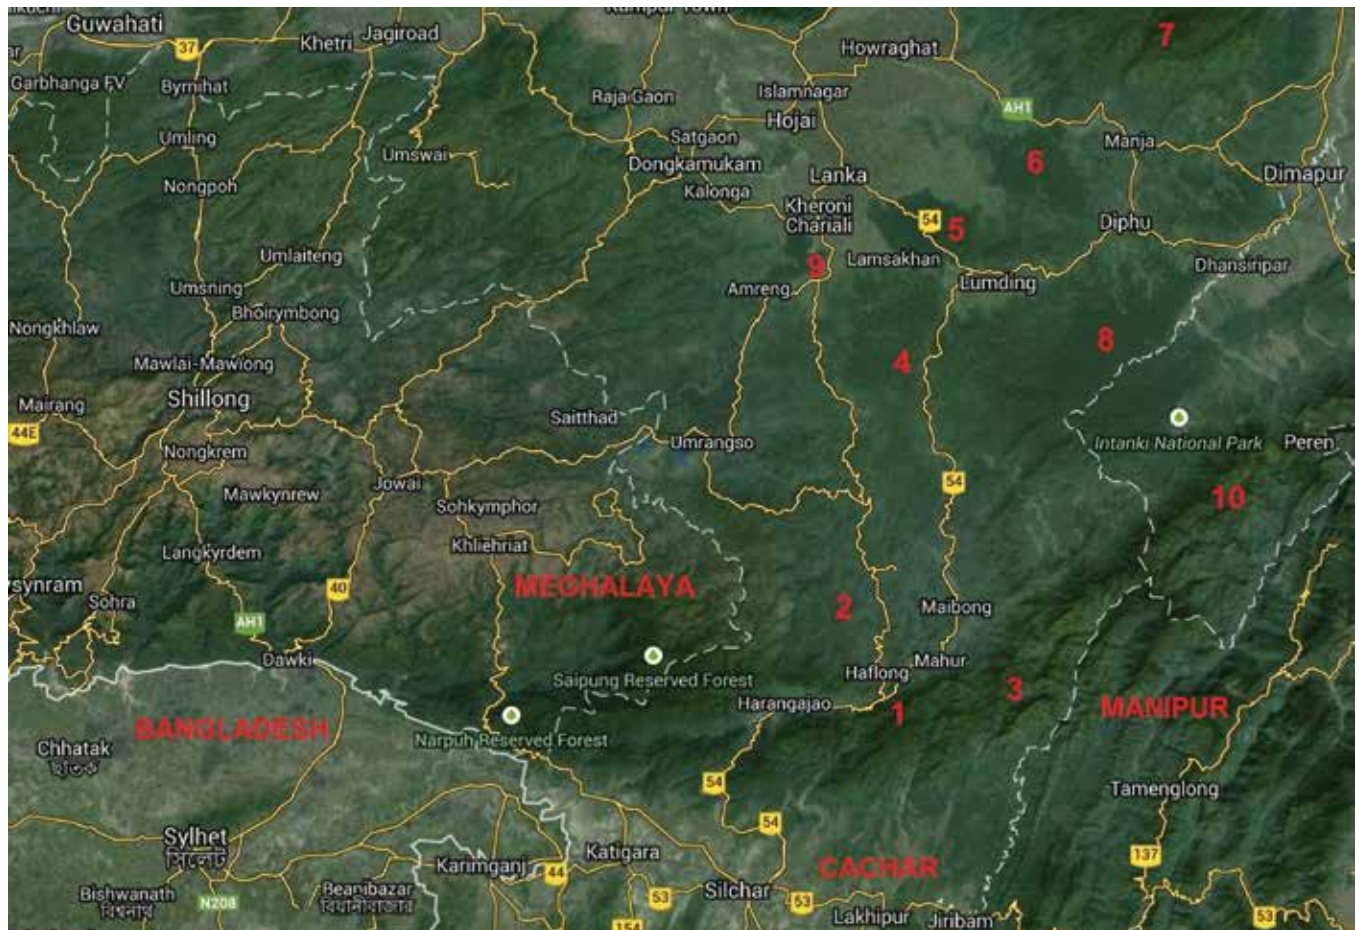 Guwahati
37
Khetri
Jagiroad
Howraghat
7
Garbhanga FV
Byrnihat
Raja Gaon
Islamnagar
AH1
Hojai
Umling
Satgaon
Manja
Umswai
Dongkamukam
6
Dimapur
Nongpoh
Kalonga
Lanka
Kheroni
Chariali
54
5
Diphu
Umlaiteng
9
Lamsakhan
Dhansiripar
Umsning
Amreng
Lumding
Bhoirymbong
Nongkhlaw
8
Mawlai-Mawiong
4
Shillong
Mairang
Saitthad
44E
Umrangso
Intanki National Park
Peren
Nongkrem
Jowai
54
Mawkynrew
10
Sohkymphor
Khliehriat
Langkyrdem
ysynram
40
MEGHALAYA
Sohra
2
Maibong
AH1
Dawki
Haflong
Mahur
Saipung Reserved Forest
3
Harangajao
1
MANIPUR
BANGLADESH
Narpuh Reserved Forest
Chhatak
54
Tamenglong
54
Sylhet
সিলেট
Katigara
137
Karimganj
44
CACHAR
Bishwanath
বিশ্বনাথ
N208
Beanibazar
বিয়ানীবাজার
53
Silchar
53
Lakhipur
Jiribam
53
154